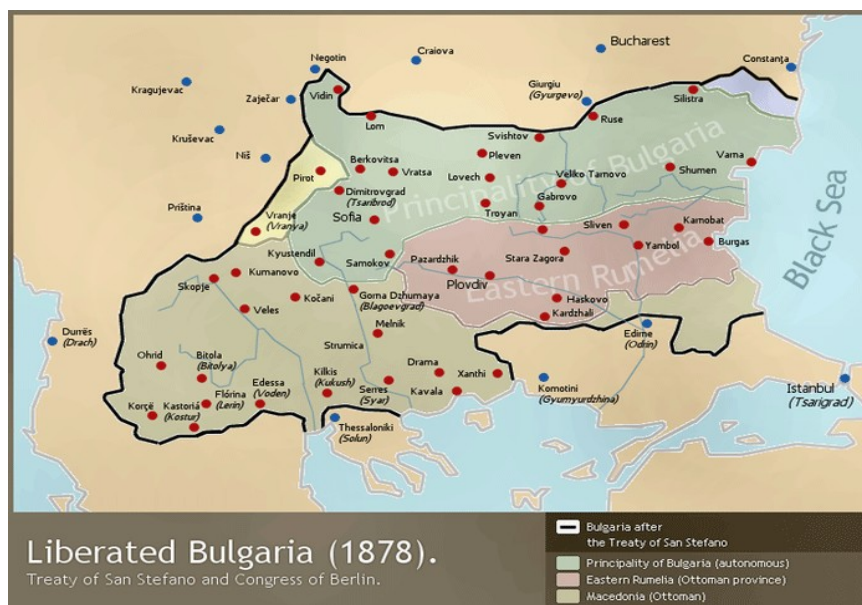 Bucharest
Craiova
Negotin
Constanţa
Kragujevac
Zaječar
Vidin
Giurgiu
(Gyurgevo)
Silistra
Lom
Ruse
Kruševac
Svishtov
Niš
Berkovitsa
Vratsa
Pleven
Varna
Pirot
Lovech
Veliko Tarnovo
Shumen
Dimitrovgrad
(Tsaribrod)
Principality of Bulgaria
Priština
Vranje
(Vranya)
Sofia
Troyan
Gabrovo
Sliven
Karnobat
Kyustendil
Samokov
Pazardzhik
Stara Zagora
Yambol
Burgas
Black Sea
Skopje
Kumanovo
Plovdiv
Eastern Rumelia
Veles
Kočani
Gorna Dzhumaya
(Blagoevgrad)
Haskovo
Kardzhali
Durrës
(Drach)
Melnik
Strumica
Edirne
(Odrin)
Ohrid
Bitola
(Bitolya)
Drama
Xanthi
Korçë
Kastoriá
(Kostur)
Flórina
(Lerin)
Edessa
(Voden)
Kilkis
(Kukush)
Serres
(Syar)
Kavala
Komotini
(Gyumyurdzhina)
Istanbul
(Tsarigrad)
Thessaloniki
(Solun)
Liberated Bulgaria (1878).
Treaty of San Stefano and Congress of Berlin.
Bulgaria after
the Treaty of San Stefano
Principality of Bulgaria (autonomous)
Eastern Rumelia (Ottoman province)
Macedonia (Ottoman)